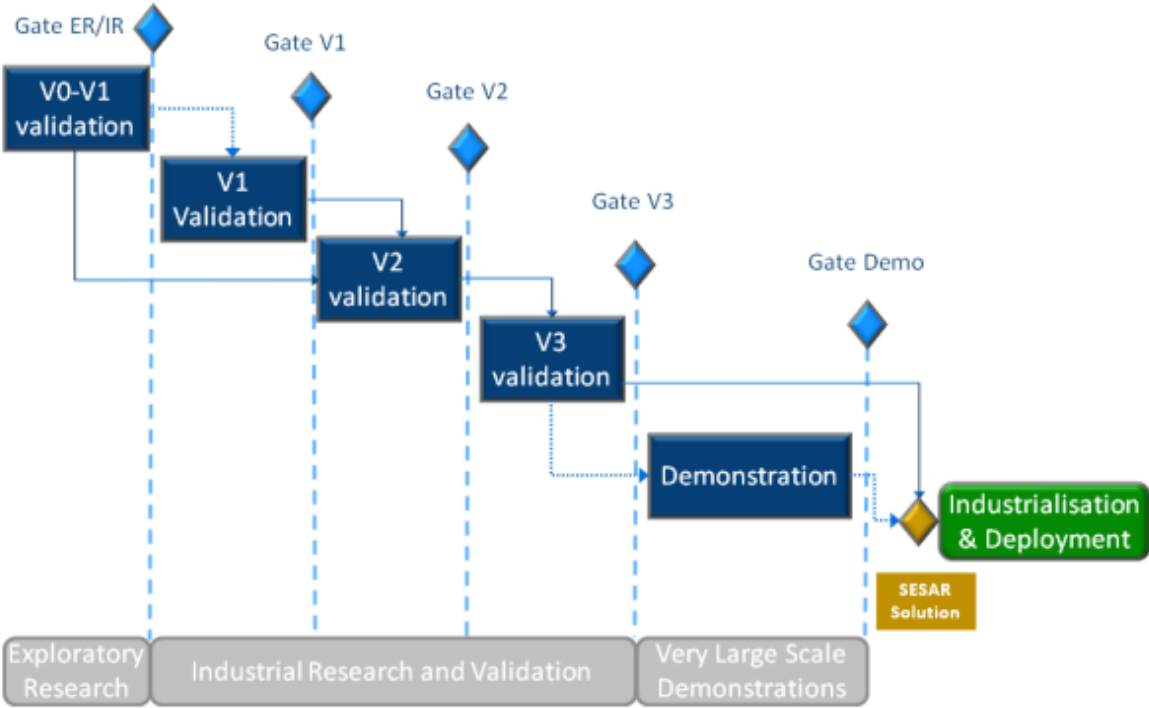 Gate ER/IR
Gate V1
V0-V1
validation
Gate V2
V1
Validation
Gate V3
V2
validation
Gate Demo
V3
validation
Demonstration
Industrialisation
& Deployment
SESAR
Solution
Exploratory
Research
Industrial Research and Validation
Very Large Scale
Demonstrations